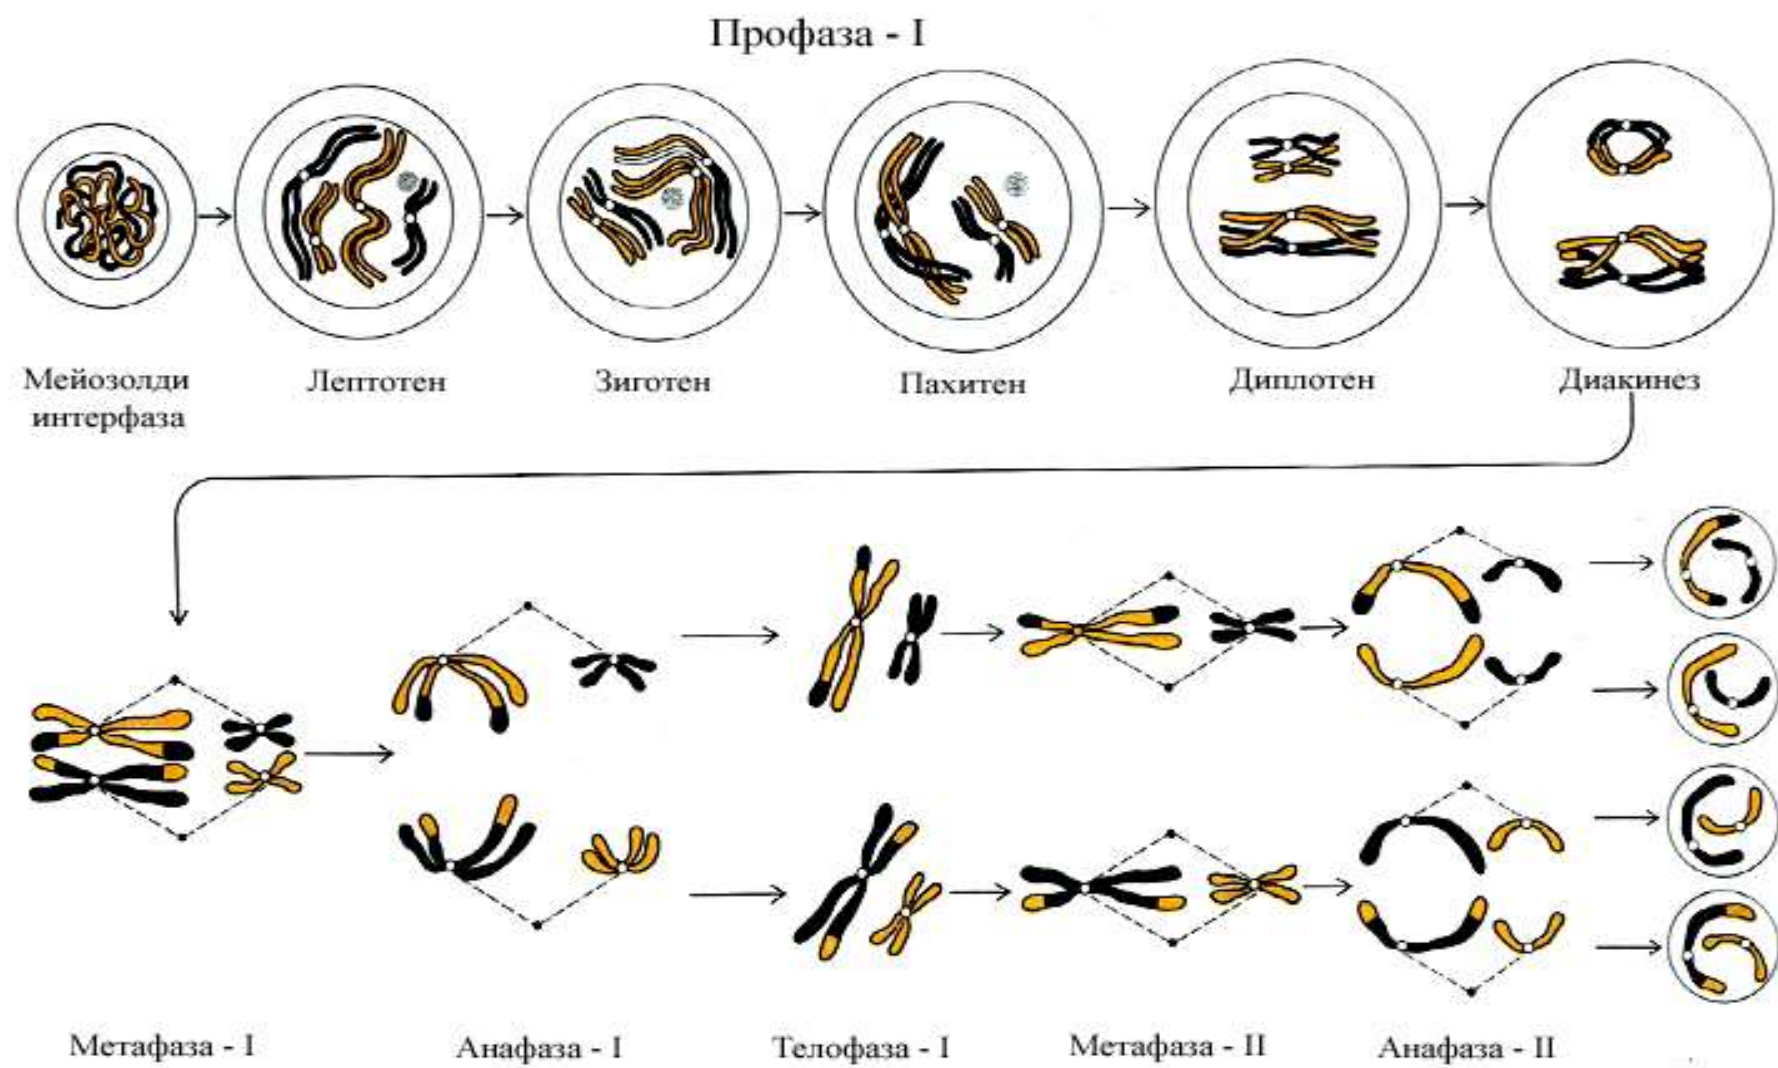 Профаза - I
Мейозолди
интерфаза
Лептотен
Зиготен
Пахитен
Диплотен
Диакинез
Метафаза - I
Анафаза - I
Телофаза - I
Метафаза - II
Анафаза - II